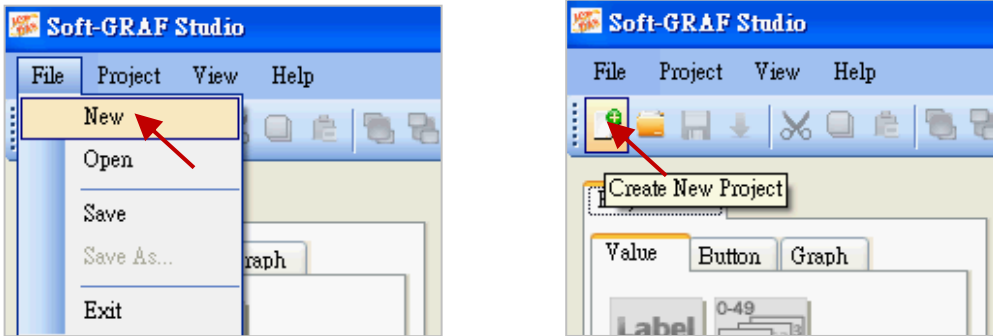 Soft-GRAF Studio
File Project View Help
New
Open
Save
Save As...
raph
Exit
Soft-GRAF Studio
File Project View Help
Create New Project
Value Button Graph
Label 0-49